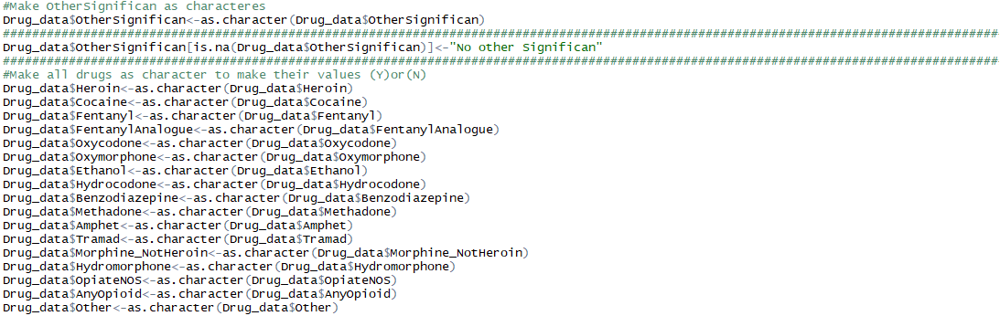 #Make OtherSignifican as characteres
Drug_data$OtherSignifican<-as.character(Drug_data$OtherSignifican)
########################################################################################################################################
Drug_data$OtherSignifican[is.na(Drug_data$OtherSignifican)]<-"No other Significan"
########################################################################################################################################
#Make all drugs as character to make their values (Y)or(N)
Drug_data$Heroin<-as.character(Drug_data$Heroin)
Drug_data$Cocaine<-as.character(Drug_data$Cocaine)
Drug_data$Fentanyl<-as.character(Drug_data$Fentanyl)
Drug_data$FentanylAnalogue<-as.character(Drug_data$FentanylAnalogue)
Drug_data$Oxycodone<-as.character(Drug_data$Oxycodone)
Drug_data$Oxymorphone<-as.character(Drug_data$Oxymorphone)
Drug_data$Ethanol<-as.character(Drug_data$Ethanol)
Drug_data$Hydrocodone<-as.character(Drug_data$Hydrocodone)
Drug_data$Benzodiazepine<-as.character(Drug_data$Benzodiazepine)
Drug_data$Methadone<-as.character(Drug_data$Methadone)
Drug_data$Amphet<-as.character(Drug_data$Amphet)
Drug_data$Tramad<-as.character(Drug_data$Tramad)
Drug_data$Morphine_NotHeroin<-as.character(Drug_data$Morphine_NotHeroin)
Drug_data$Hydromorphone<-as.character(Drug_data$Hydromorphone)
Drug_data$OpiateNOS<-as.character(Drug_data$OpiateNOS)
Drug_data$AnyOpioid<-as.character(Drug_data$AnyOpioid)
Drug_data$Other<-as.character(Drug_data$Other)